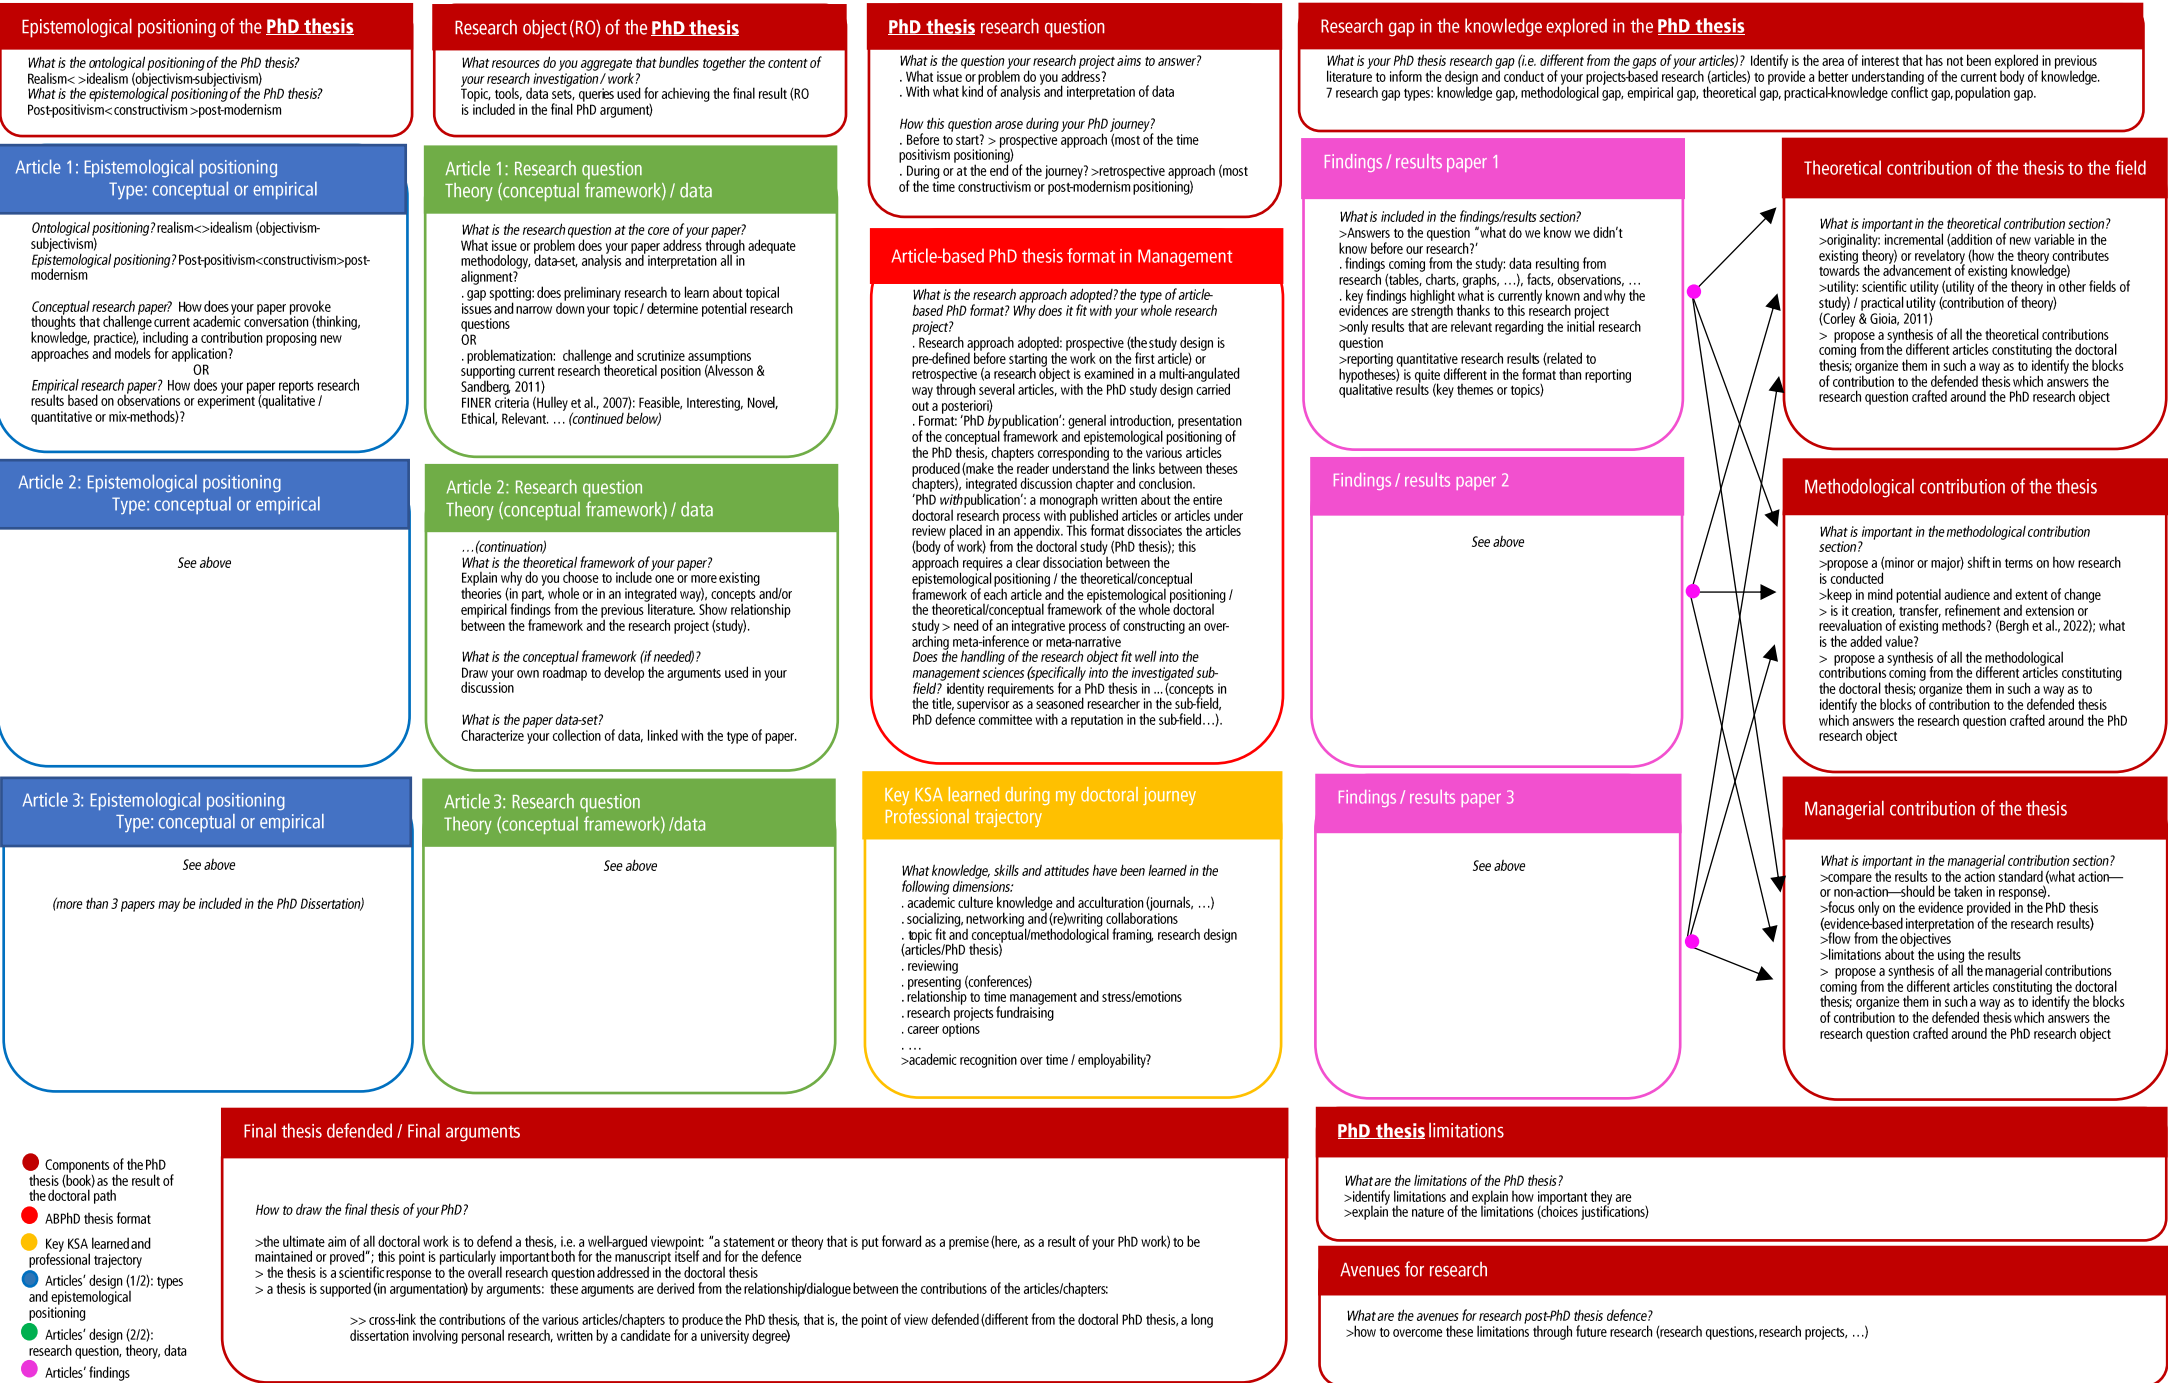 Epistemological positioning of the PhD thesis
What is the ontological positioning of the PhD thesis?
Realism< >idealism (objectivism-subjectivism)
What is the epistemological positioning of the PhD thesis?
Post-positivism< constructivism >post-modernism
Research object (RO) of the PhD thesis
What resources do you aggregate that bundles together the content of
your research investigation / work?
Topic, tools, data sets, queries used for achieving the final result (RO
is included in the final PhD argument)
PhD thesis research question
What is the question your research project aims to answer?
. What issue or problem do you address?
. With what kind of analysis and interpretation of data
How this question arose during your PhD journey?
. Before to start? > prospective approach (most of the time
positivism positioning)
. During or at the end of the journey? >retrospective approach (most
of the time constructivism or post-modernism positioning)
Research gap in the knowledge explored in the PhD thesis
What is your PhD thesis research gap (i.e. different from the gaps of your articles)? Identify is the area of interest that has not been explored in previous
literature to inform the design and conduct of your projects-based research (articles) to provide a better understanding of the current body of knowledge.
7 research gap types: knowledge gap, methodological gap, empirical gap, theoretical gap, practical-knowledge conflict gap, population gap.
Article 1: Epistemological positioning
Type: conceptual or empirical
Ontological positioning? realism<>idealism (objectivism-
subjectivism)
Epistemological positioning? Post-positivism<constructivism>post-
modernism
Conceptual research paper? How does your paper provoke
thoughts that challenge current academic conversation (thinking,
knowledge, practice), including a contribution proposing new
approaches and models for application?
OR
Empirical research paper? How does your paper reports research
results based on observations or experiment (qualitative /
quantitative or mix-methods)?
Article 1: Research question
Theory (conceptual framework) / data
What is the research question at the core of your paper?
What issue or problem does your paper address through adequate
methodology, data-set, analysis and interpretation all in
alignment?
. gap spotting: does preliminary research to learn about topical
issues and narrow down your topic / determine potential research
questions
OR
. problematization: challenge and scrutinize assumptions
supporting current research theoretical position (Alvesson &
Sandberg, 2011)
FINER criteria (Hulley et al., 2007): Feasible, Interesting, Novel,
Ethical, Relevant. … (continued below)
Article-based PhD thesis format in Management
What is the research approach adopted? the type of article-
based PhD format? Why does it fit with your whole research
project?
. Research approach adopted: prospective (the study design is
pre-defined before starting the work on the first article) or
retrospective (a research object is examined in a multi-angulated
way through several articles, with the PhD study design carried
out a posteriori)
. Format: ‘PhD by publication’: general introduction, presentation
of the conceptual framework and epistemological positioning of
the PhD thesis, chapters corresponding to the various articles
produced (make the reader understand the links between theses
chapters), integrated discussion chapter and conclusion.
‘PhD with publication’: a monograph written about the entire
doctoral research process with published articles or articles under
review placed in an appendix. This format dissociates the articles
(body of work) from the doctoral study (PhD thesis); this
approach requires a clear dissociation between the
epistemological positioning / the theoretical/conceptual
framework of each article and the epistemological positioning /
the theoretical/conceptual framework of the whole doctoral
study > need of an integrative process of constructing an over-
arching meta-inference or meta-narrative
Does the handling of the research object fit well into the
management sciences (specifically into the investigated sub-
field? identity requirements for a PhD thesis in … (concepts in
the title, supervisor as a seasoned researcher in the sub-field,
PhD defence committee with a reputation in the sub-field…).
Findings / results paper 1
What is included in the findings/results section?
>Answers to the question “what do we know we didn’t
know before our research?’
. findings coming from the study: data resulting from
research (tables, charts, graphs, …), facts, observations, …
. key findings highlight what is currently known and why the
evidences are strength thanks to this research project
>only results that are relevant regarding the initial research
question
>reporting quantitative research results (related to
hypotheses) is quite different in the format than reporting
qualitative results (key themes or topics)
Theoretical contribution of the thesis to the field
What is important in the theoretical contribution section?
>originality: incremental (addition of new variable in the
existing theory) or revelatory (how the theory contributes
towards the advancement of existing knowledge)
>utility: scientific utility (utility of the theory in other fields of
study) / practical utility (contribution of theory)
(Corley & Gioia, 2011)
> propose a synthesis of all the theoretical contributions
coming from the different articles constituting the doctoral
thesis; organize them in such a way as to identify the blocks
of contribution to the defended thesis which answers the
research question crafted around the PhD research object
Article 2: Epistemological positioning
Type: conceptual or empirical
See above
Article 2: Research question
Theory (conceptual framework) / data
…(continuation)
What is the theoretical framework of your paper?
Explain why do you choose to include one or more existing
theories (in part, whole or in an integrated way), concepts and/or
empirical findings from the previous literature. Show relationship
between the framework and the research project (study).
What is the conceptual framework (if needed)?
Draw your own roadmap to develop the arguments used in your
discussion
What is the paper data-set?
Characterize your collection of data, linked with the type of paper.
Findings / results paper 2
See above
Methodological contribution of the thesis
What is important in the methodological contribution
section?
>propose a (minor or major) shift in terms on how research
is conducted
>keep in mind potential audience and extent of change
> is it creation, transfer, refinement and extension or
reevaluation of existing methods? (Bergh et al., 2022); what
is the added value?
> propose a synthesis of all the methodological
contributions coming from the different articles constituting
the doctoral thesis; organize them in such a way as to
identify the blocks of contribution to the defended thesis
which answers the research question crafted around the PhD
research object
Article 3: Epistemological positioning
Type: conceptual or empirical
See above
(more than 3 papers may be included in the PhD Dissertation)
Article 3: Research question
Theory (conceptual framework) /data
See above
Key KSA learned during my doctoral journey
Professional trajectory
What knowledge, skills and attitudes have been learned in the
following dimensions:
. academic culture knowledge and acculturation (journals, …)
. socializing, networking and (re)writing collaborations
. topic fit and conceptual/methodological framing, research design
(articles/PhD thesis)
. reviewing
. presenting (conferences)
. relationship to time management and stress/emotions
. research projects fundraising
. career options
. …
>academic recognition over time / employability?
Findings / results paper 3
See above
Managerial contribution of the thesis
What is important in the managerial contribution section?
>compare the results to the action standard (what action—
or non-action—should be taken in response).
>focus only on the evidence provided in the PhD thesis
(evidence-based interpretation of the research results)
>flow from the objectives
>limitations about the using the results
> propose a synthesis of all the managerial contributions
coming from the different articles constituting the doctoral
thesis; organize them in such a way as to identify the blocks
of contribution to the defended thesis which answers the
research question crafted around the PhD research object
Components of the PhD
thesis (book) as the result of
the doctoral path
ABPhD thesis format
Key KSA learned and
professional trajectory
Articles’ design (1/2): types
and epistemological
positioning
Articles’ design (2/2):
research question, theory, data
Articles’ findings
Final thesis defended / Final arguments
How to draw the final thesis of your PhD?
>the ultimate aim of all doctoral work is to defend a thesis, i.e. a well-argued viewpoint: “a statement or theory that is put forward as a premise (here, as a result of your PhD work) to be
maintained or proved“; this point is particularly important both for the manuscript itself and for the defence
> the thesis is a scientific response to the overall research question addressed in the doctoral thesis
> a thesis is supported (in argumentation) by arguments: these arguments are derived from the relationship/dialogue between the contributions of the articles/chapters:
>> cross-link the contributions of the various articles/chapters to produce the PhD thesis, that is, the point of view defended (different from the doctoral PhD thesis, a long
dissertation involving personal research, written by a candidate for a university degree)
PhD thesis limitations
What are the limitations of the PhD thesis?
>identify limitations and explain how important they are
>explain the nature of the limitations (choices justifications)
Avenues for research
What are the avenues for research post-PhD thesis defence?
>how to overcome these limitations through future research (research questions, research projects, …)